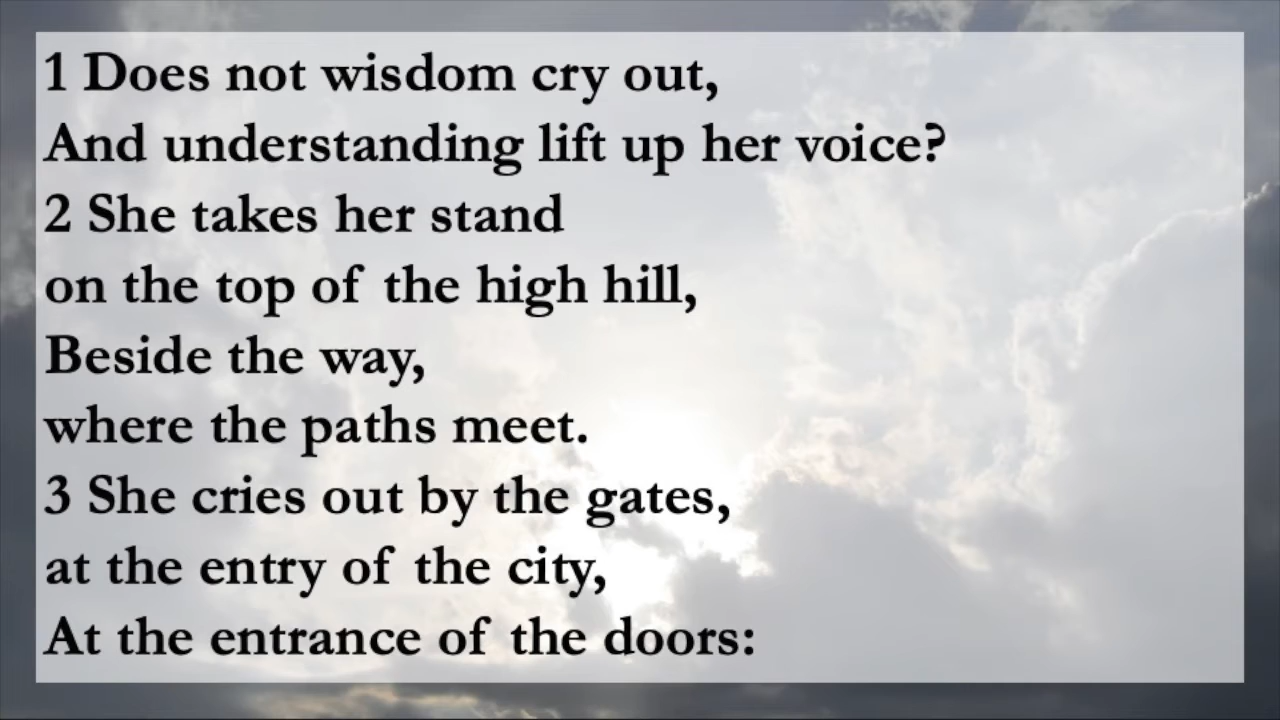 1 Does not wisdom cry out,
And understanding lift up her voice?
2 She takes her stand
on the top of the high hill,
Beside the way,
where the paths meet.
3 She cries out by the gates,
at the entry of the city,
At the entrance of the doors: